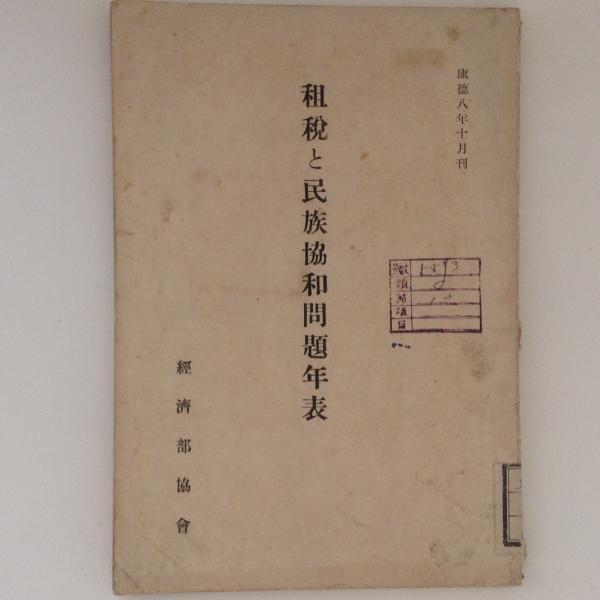 康德八年十月刊
租稅と民族協和問題年表
經濟部協會